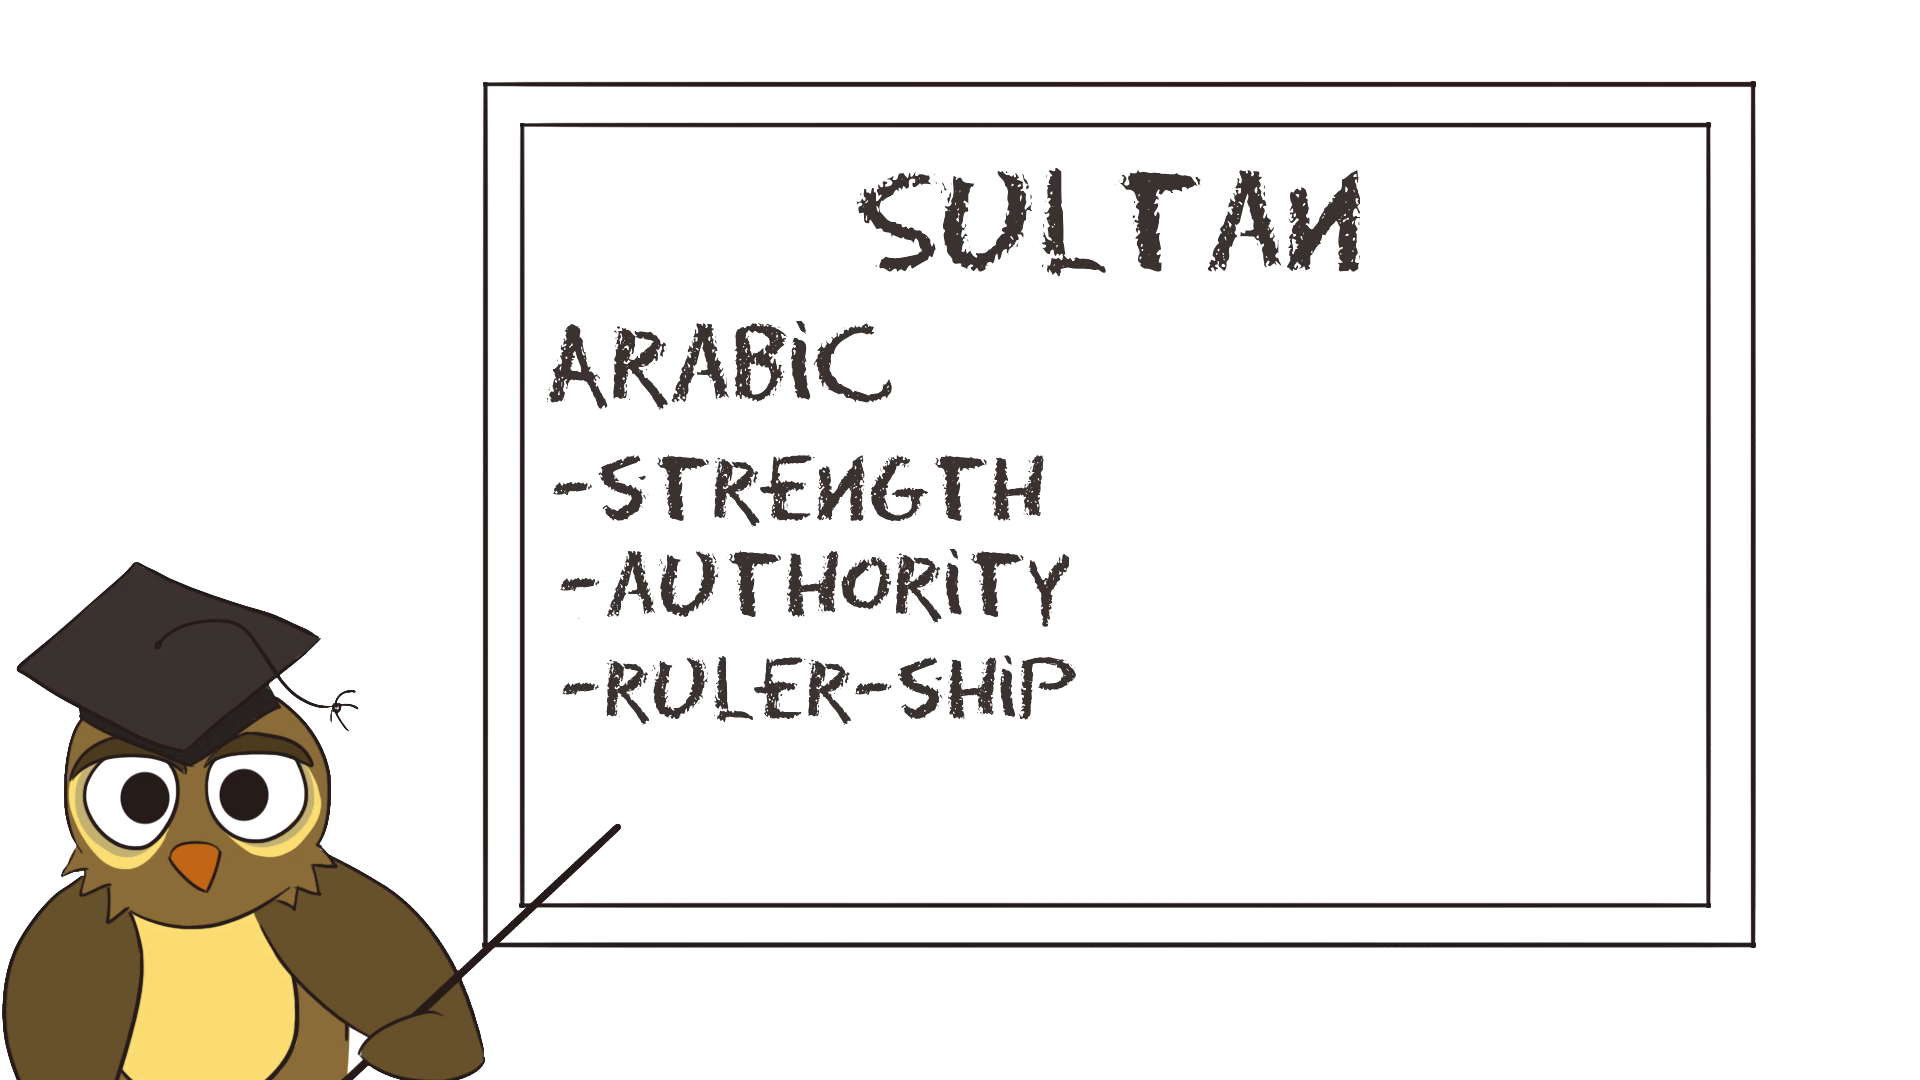 SULTAN
ARABiC
-STRENGTH
-AUTHORiTY
-RULER-SHiP